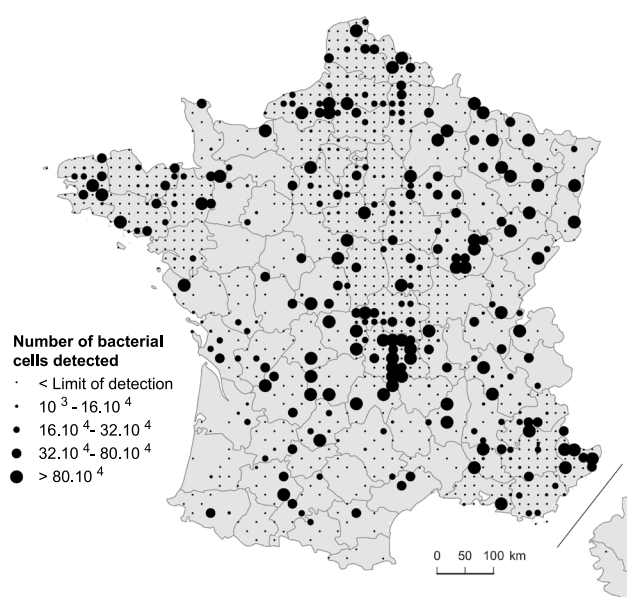 Number of bacterial
cells detected
< Limit of detection
10 3 - 16.10 4
16.10 4- 32.10 4
32.10 4- 80.10 4
> 80.10 4
0 50 100 km